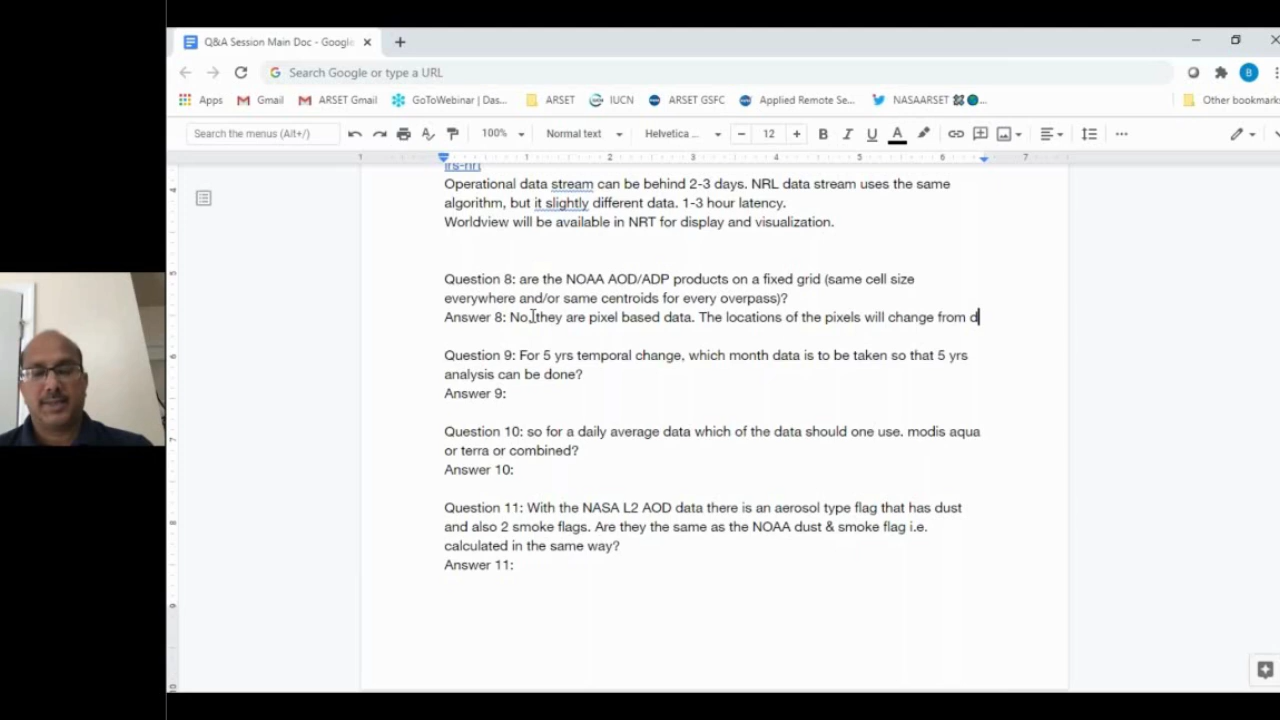 Q&A Session Main Doc - Google
Search Google or type a URL
B
Apps Gmail ARSET Gmail GoToWebinar | Das... ARSET IUCN ARSET GSFC Applied Remote Se... NASAARSET Other bookmarks
Search the menus (Alt+/) 100% Normal text Helvetica ... 12 B I U A
1 1 2 3 4 5 6 7
lrs-nrt
Operational data stream can be behind 2-3 days. NRL data stream uses the same
algorithm, but it slightly different data. 1-3 hour latency.
Worldview will be available in NRT for display and visualization.
Question 8: are the NOAA AOD/ADP products on a fixed grid (same cell size
everywhere and/or same centroids for every overpass)?
Answer 8: No, they are pixel based data. The locations of the pixels will change from d
Question 9: For 5 yrs temporal change, which month data is to be taken so that 5 yrs
analysis can be done?
Answer 9:
Question 10: so for a daily average data which of the data should one use. modis aqua
or terra or combined?
Answer 10:
Question 11: With the NASA L2 AOD data there is an aerosol type flag that has dust
and also 2 smoke flags. Are they the same as the NOAA dust & smoke flag i.e.
calculated in the same way?
Answer 11: